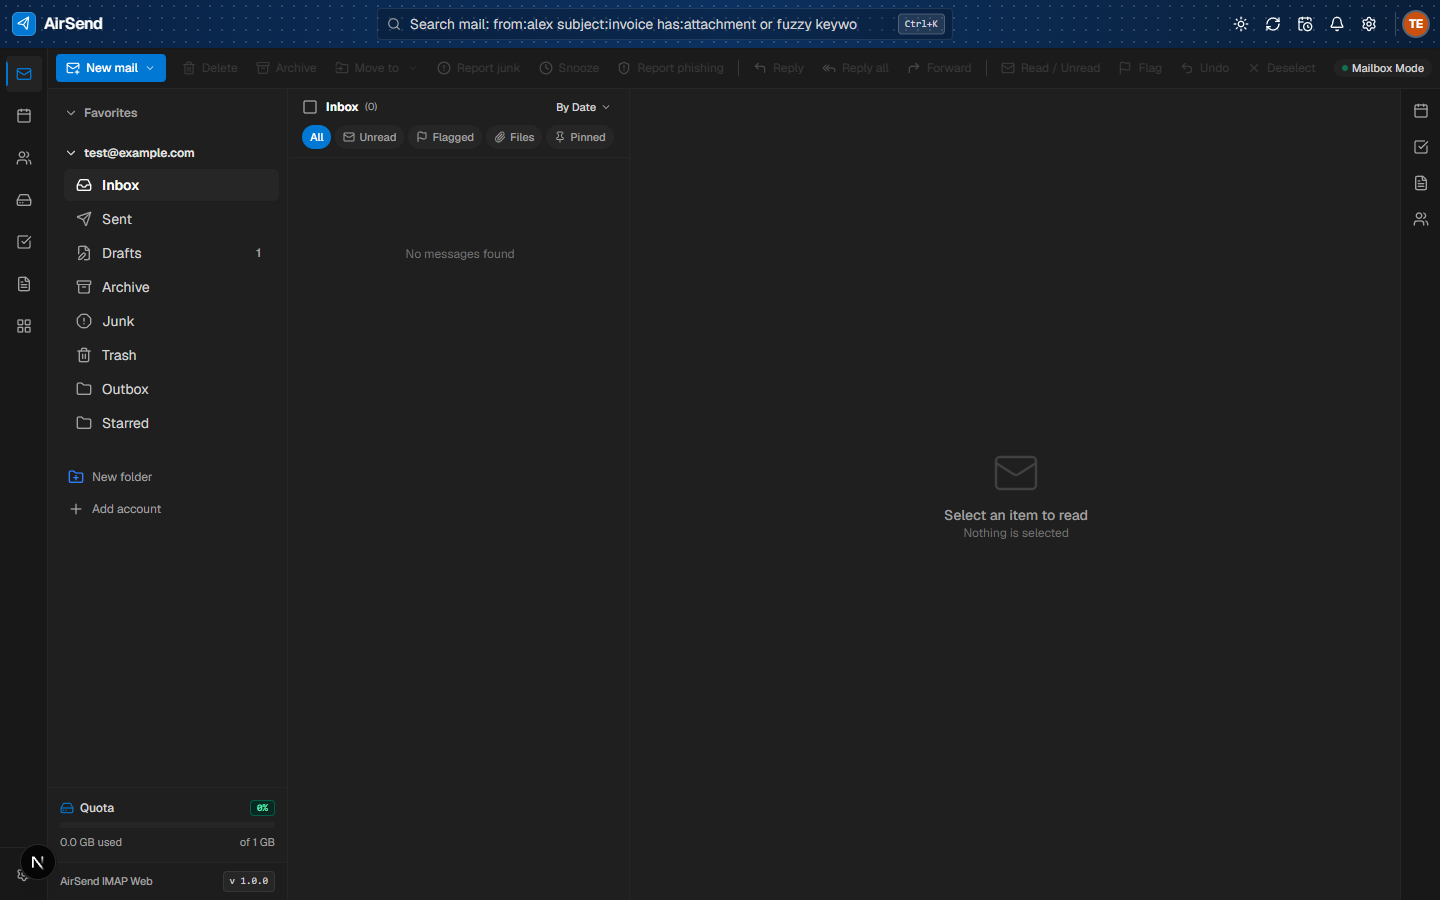 AirSend
Search mail: from:alex subject:invoice has:attachment or fuzzy keywo
Ctrl+K
TE
New mail
Delete
Archive
Move to
Report junk
Snooze
Report phishing
Reply
Reply all
Forward
Read / Unread
Flag
Undo
Deselect
Mailbox Mode
Favorites
test@example.com
Inbox
Sent
Drafts 1
Archive
Junk
Trash
Outbox
Starred
New folder
Add account
Quota 0%
0.0 GB used of 1 GB
AirSend IMAP Web v 1.0.0
N
Inbox (0) By Date
All Unread Flagged Files Pinned
No messages found
Select an item to read
Nothing is selected